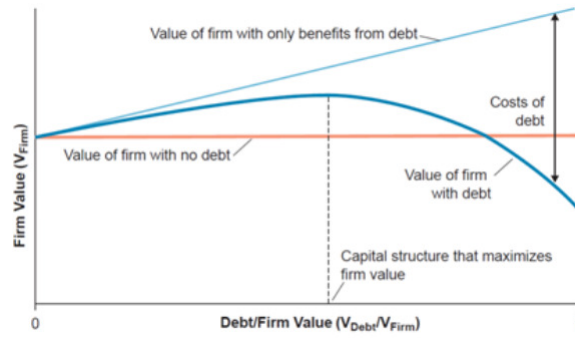 Value of firm with only benefits from debt
Costs of
debt
Value of firm with no debt
Value of firm
with debt
Firm Value (VFirm)
Capital structure that maximizes
firm value
0
Debt/Firm Value (VDebt/VFirm)